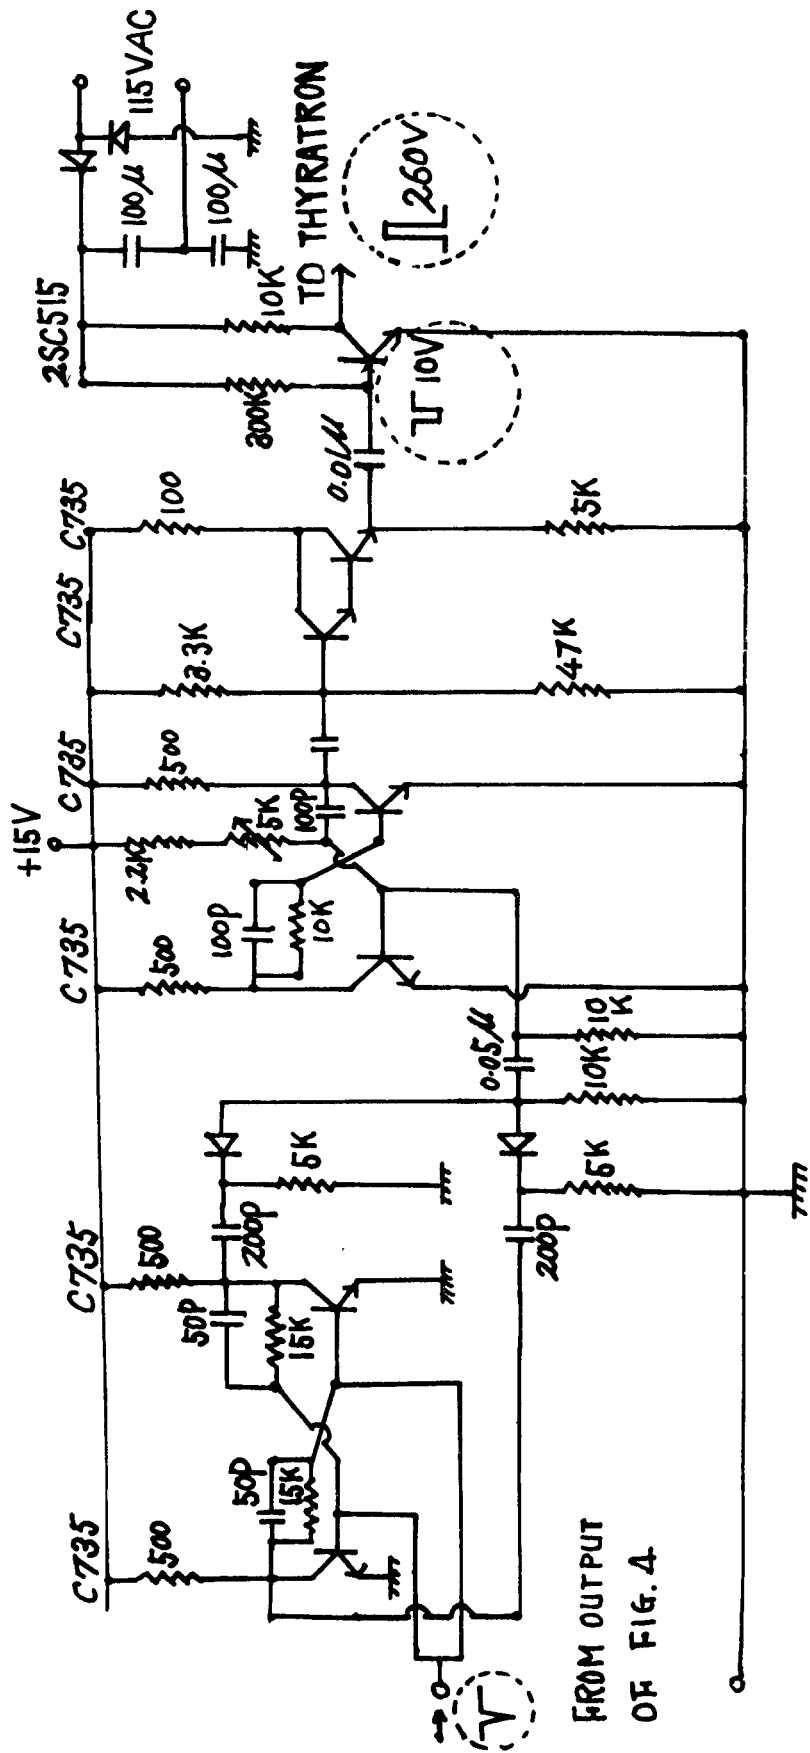 C735
C735
+15V
C735
C735
C735
C735
2SC515
115VAC
500
500
500
2.2K
500
3.3K
100
200K
10K
100μ
100μ
50P
15K
50P
15K
200P
5K
100P
10K
5K
100P
0.01μ
TO THYRATRON
260V
10V
200P
5K
10K
0.05μ
10K
47K
5K
FROM OUTPUT
OF FIG. 4